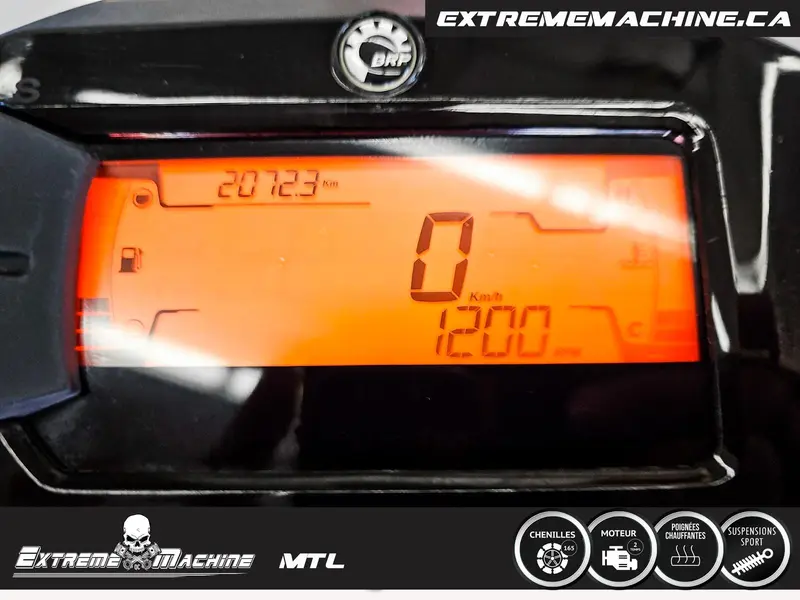 EXTREMEMACHINE.CA
BRP
S
2072.3 Km
0
Km/h
1200
C
EXTREME MACHINE MTL
CHENILLES
165
MOTEUR
2
TEMPS
POIGNÉES
CHAUFFANTES
SUSPENSIONS
SPORT